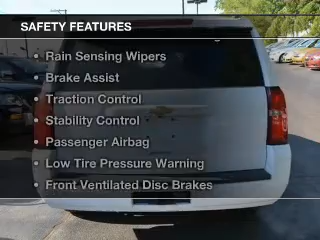 SAFETY FEATURES
• Rain Sensing Wipers
• Brake Assist
• Traction Control
• Stability Control
• Passenger Airbag
• Low Tire Pressure Warning
• Front Ventilated Disc Brakes